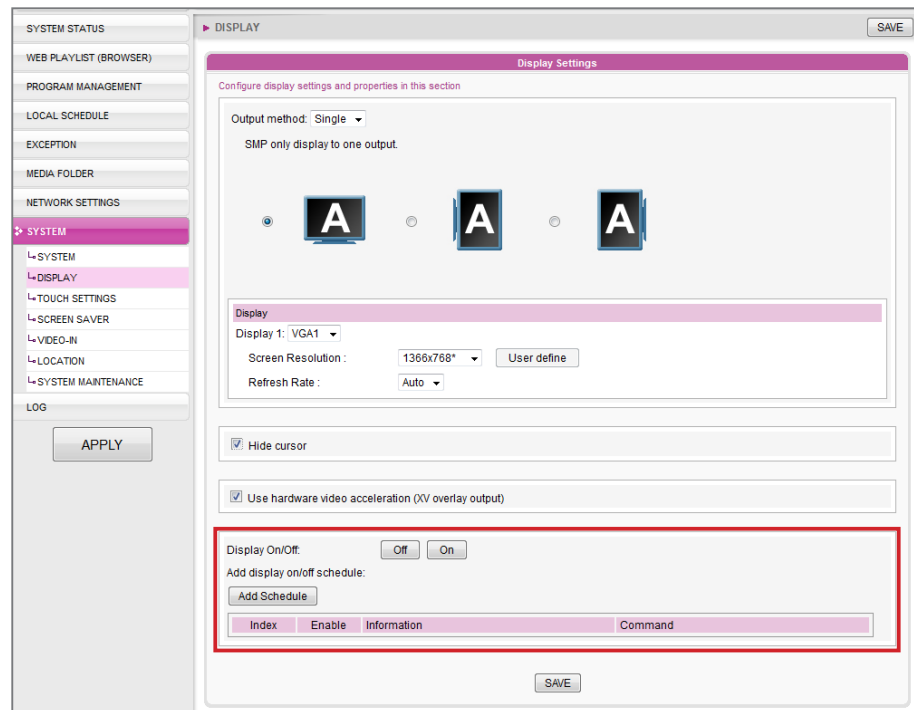 SYSTEM STATUS
WEB PLAYLIST (BROWSER)
PROGRAM MANAGEMENT
LOCAL SCHEDULE
EXCEPTION
MEDIA FOLDER
NETWORK SETTINGS
SYSTEM
SYSTEM
DISPLAY
TOUCH SETTINGS
SCREEN SAVER
VIDEO-IN
LOCATION
SYSTEM MAINTENANCE
LOG
APPLY
DISPLAY SAVE
Display Settings
Configure display settings and properties in this section
Output method: Single
SMP only display to one output.
A A A
Display
Display 1: VGA1
Screen Resolution : 1366x768* User define
Refresh Rate : Auto
Hide cursor
Use hardware video acceleration (XV overlay output)
Display On/Off: Off On
Add display on/off schedule:
Add Schedule
Index Enable Information Command
SAVE